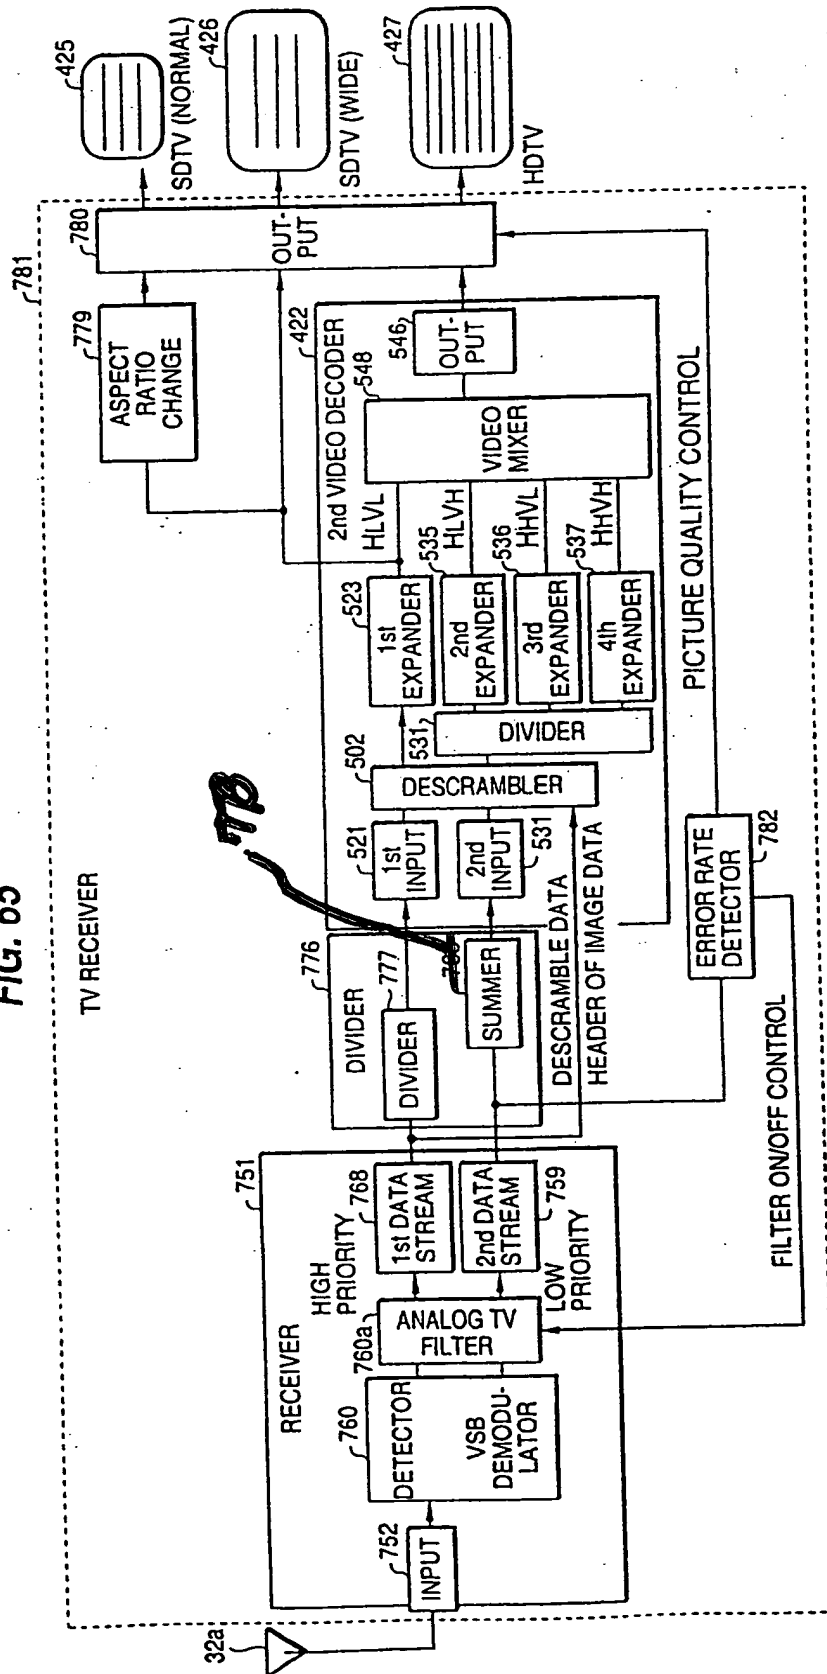 FIG. 65
TV RECEIVER
781
32a
751
RECEIVER
752
INPUT
760
DETECTOR
VSB
DEMODU-
LATOR
760a
ANALOG TV
FILTER
HIGH
PRIORITY
768
1st DATA
STREAM
LOW
PRIORITY
2nd DATA
STREAM
759
776
DIVIDER
777
DIVIDER
SUMMER
DESCRAMBLE DATA
HEADER OF IMAGE DATA
422
2nd VIDEO DECODER
521
1st
INPUT
2nd
INPUT
531
502
DESCRAMBLER
531
DIVIDER
523
1st
EXPANDER
535
2nd
EXPANDER
536
3rd
EXPANDER
537
4th
EXPANDER
HLVL
HLVH
HHVL
HHVH
548
VIDEO
MIXER
546
OUT-
PUT
779
ASPECT
RATIO
CHANGE
780
OUT-
PUT
425
SDTV (NORMAL)
426
SDTV (WIDE)
427
HDTV
ERROR RATE
DETECTOR
782
FILTER ON/OFF CONTROL
PICTURE QUALITY CONTROL